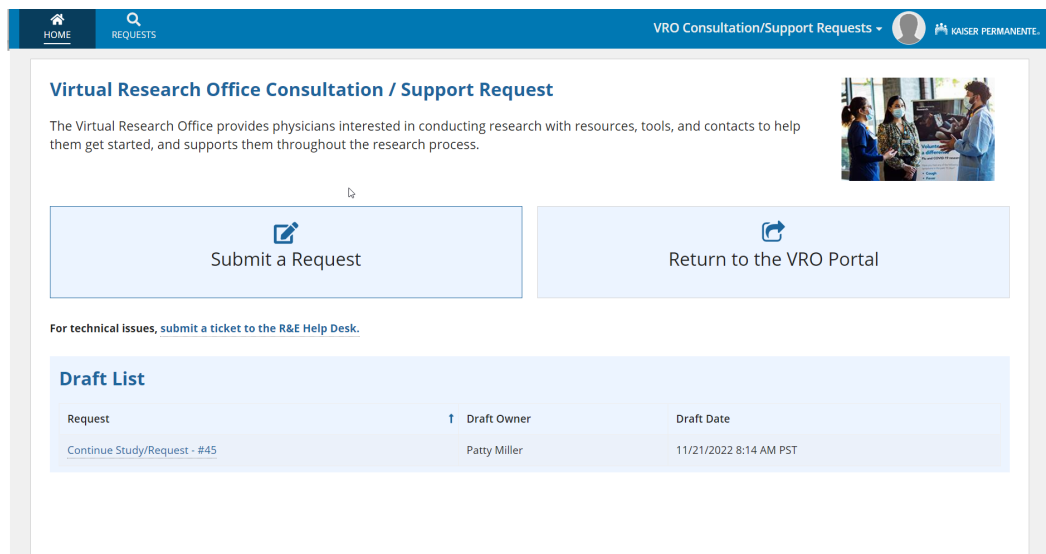 HOME
REQUESTS
VRO Consultation/Support Requests
KAISER PERMANENTE®
Virtual Research Office Consultation / Support Request
The Virtual Research Office provides physicians interested in conducting research with resources, tools, and contacts to help
them get started, and supports them throughout the research process.
Volunte
a differen
Cough
Fever
Submit a Request
Return to the VRO Portal
For technical issues, submit a ticket to the R&E Help Desk.
Draft List
Request ↑ Draft Owner Draft Date
Continue Study/Request - #45 Patty Miller 11/21/2022 8:14 AM PST